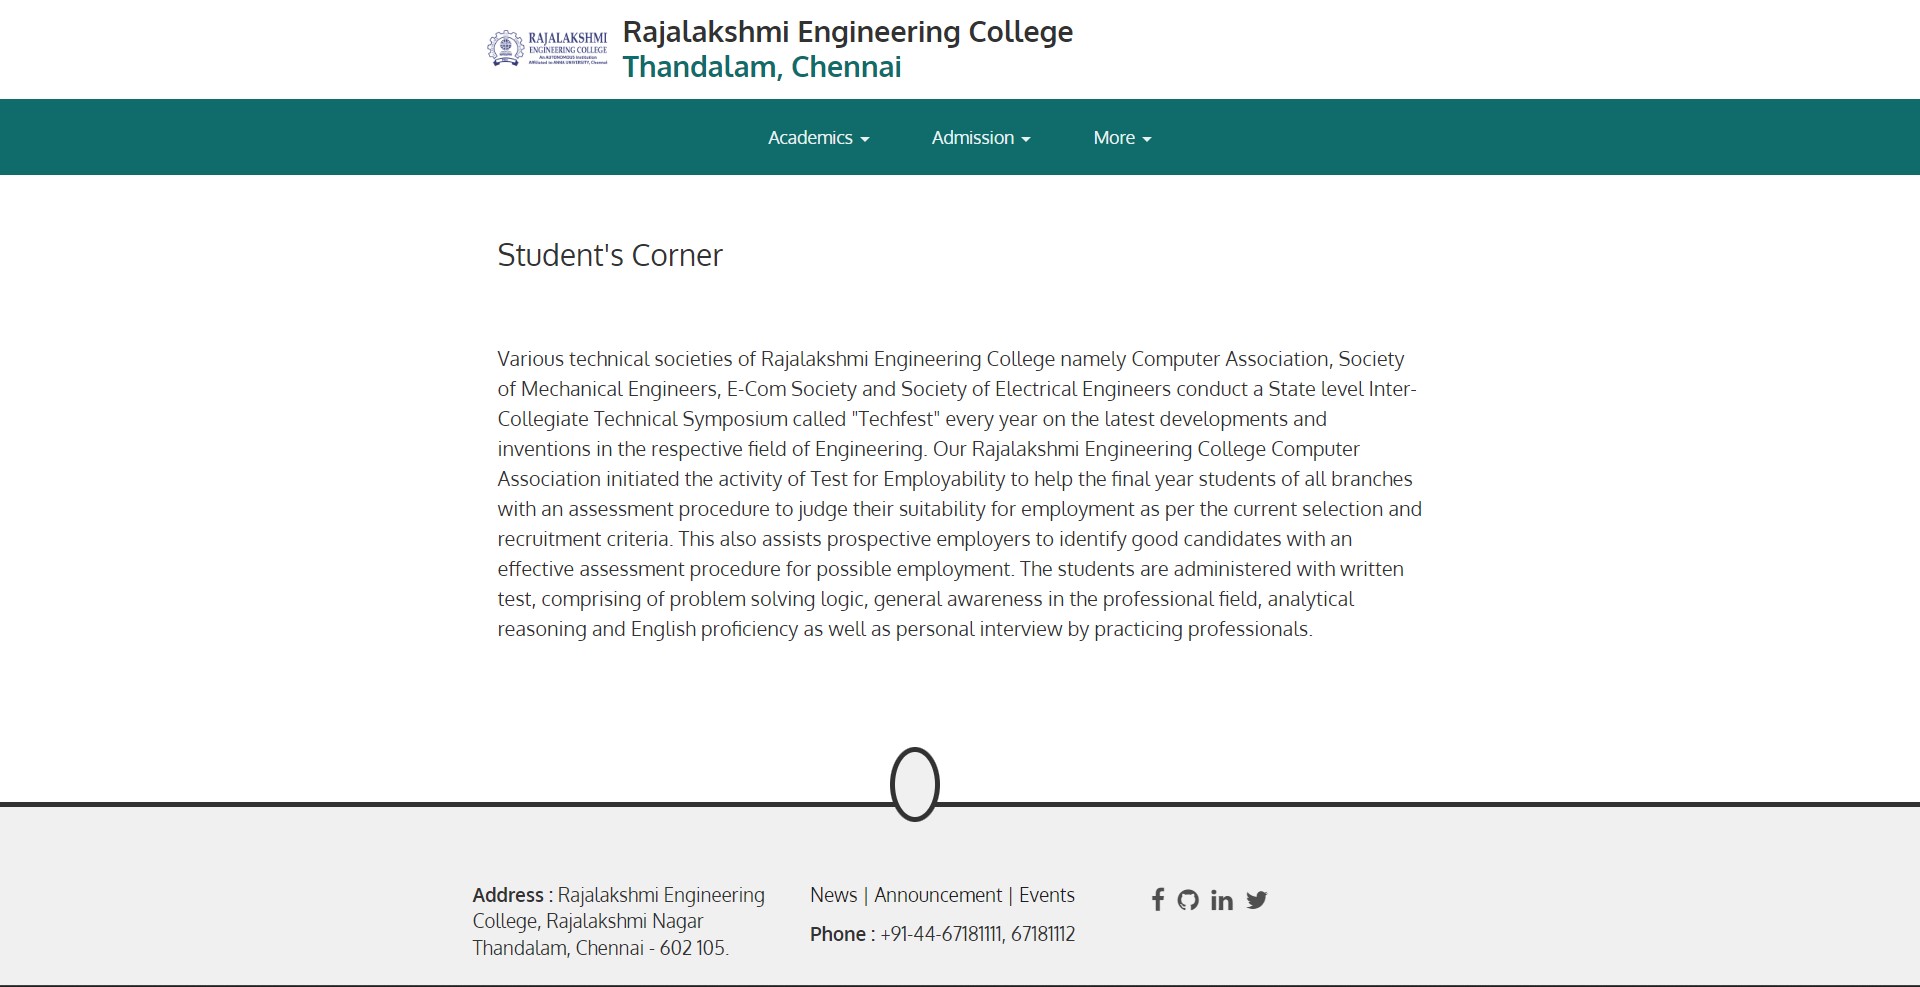 RAJALAKSHMI
ENGINEERING COLLEGE
An AUTONOMOUS Institution
Affiliated to ANNA UNIVERSITY, Chennai
Rajalakshmi Engineering College
Thandalam, Chennai
Academics
Admission
More
Student's Corner
Various technical societies of Rajalakshmi Engineering College namely Computer Association, Society
of Mechanical Engineers, E-Com Society and Society of Electrical Engineers conduct a State level Inter-
Collegiate Technical Symposium called "Techfest" every year on the latest developments and
inventions in the respective field of Engineering. Our Rajalakshmi Engineering College Computer
Association initiated the activity of Test for Employability to help the final year students of all branches
with an assessment procedure to judge their suitability for employment as per the current selection and
recruitment criteria. This also assists prospective employers to identify good candidates with an
effective assessment procedure for possible employment. The students are administered with written
test, comprising of problem solving logic, general awareness in the professional field, analytical
reasoning and English proficiency as well as personal interview by practicing professionals.
Address : Rajalakshmi Engineering
College, Rajalakshmi Nagar
Thandalam, Chennai - 602 105.
News | Announcement | Events
Phone : +91-44-67181111, 67181112